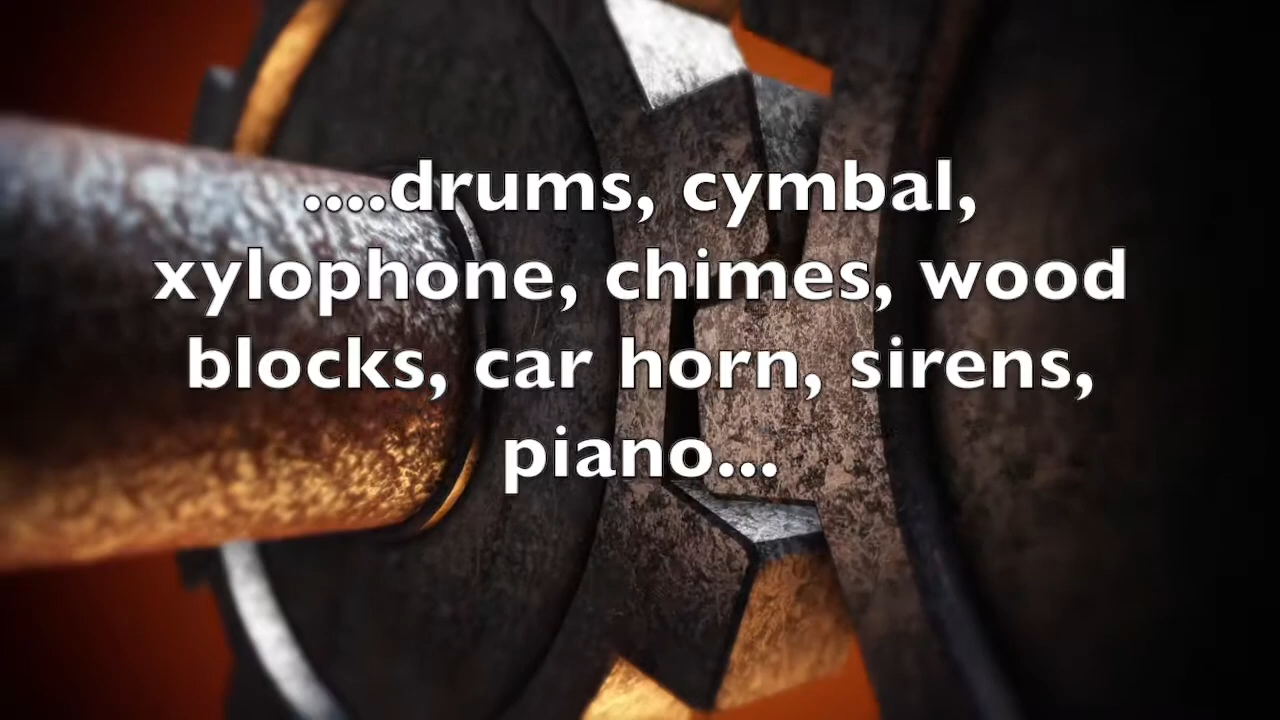 ....drums, cymbal,
xylophone, chimes, wood
blocks, car horn, sirens,
piano...